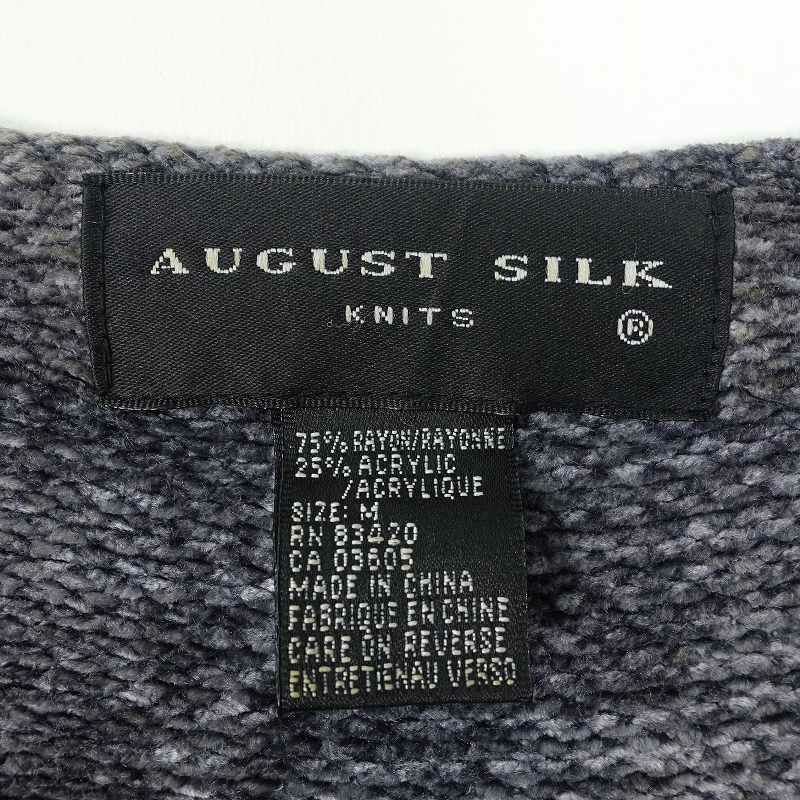 AUGUST SILK
KNITS ®
75% RAYON/RAYONNE
25% ACRYLIC
/ACRYLIQUE
SIZE: M
RN 83420
CA 03605
MADE IN CHINA
FABRIQUE EN CHINE
CARE ON REVERSE
ENTRETIEN AU VERSO